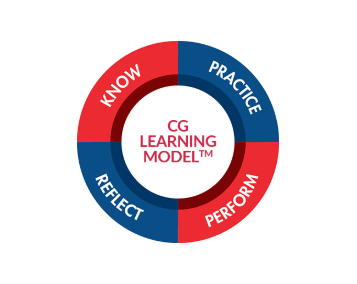 KNOW
PRACTICE
CG
LEARNING
MODEL™
REFLECT
PERFORM